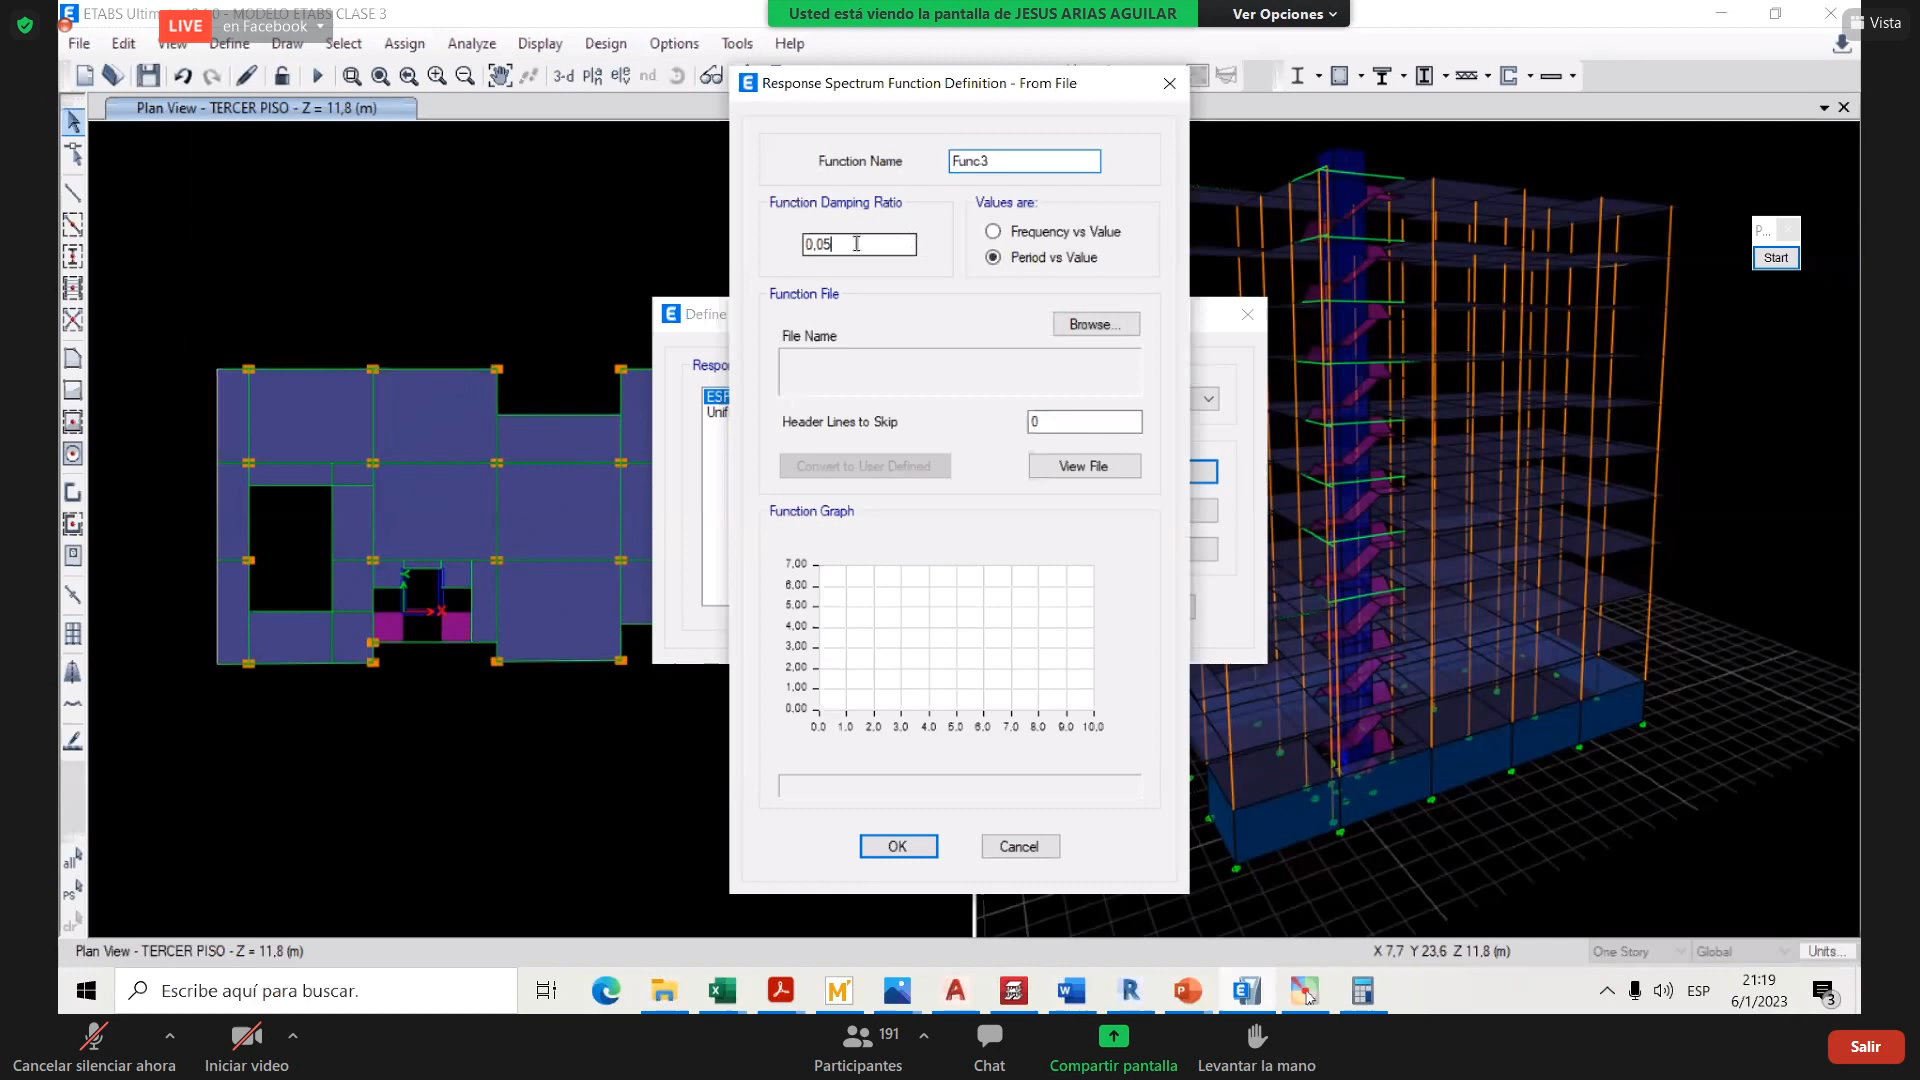 ETABS Ultim
0 - MODELO ETABS CLASE 3
LIVE
en Facebook
Usted está viendo la pantalla de JESUS ARIAS AGUILAR
Ver Opciones
Vista
File Edit View Define Draw Select Assign Analyze Display Design Options Tools Help
3-d
nd
Plan View - TERCER PISO - Z = 11,8 (m)
Response Spectrum Function Definition - From File
Function Name
Func3
Function Damping Ratio
0,05
Values are:
Frequency vs Value
Period vs Value
P...
Start
Function File
File Name
Browse...
Header Lines to Skip
0
Convert to User Defined
View File
Function Graph
7,00
6,00
5,00
4,00
3,00
2,00
1,00
0,00
0,0 1,0 2,0 3,0 4,0 5,0 6,0 7,0 8,0 9,0 10,0
OK
Cancel
Define
Respo
ESP
Unif
all
ps
clr
Plan View - TERCER PISO - Z = 11,8 (m)
X 7,7 Y 23,6 Z 11,8 (m)
One Story
Global
Units...
Escribe aquí para buscar.
ESP
21:19
6/1/2023
3
Cancelar silenciar ahora
Iniciar video
191
Participantes
Chat
Compartir pantalla
Levantar la mano
Salir